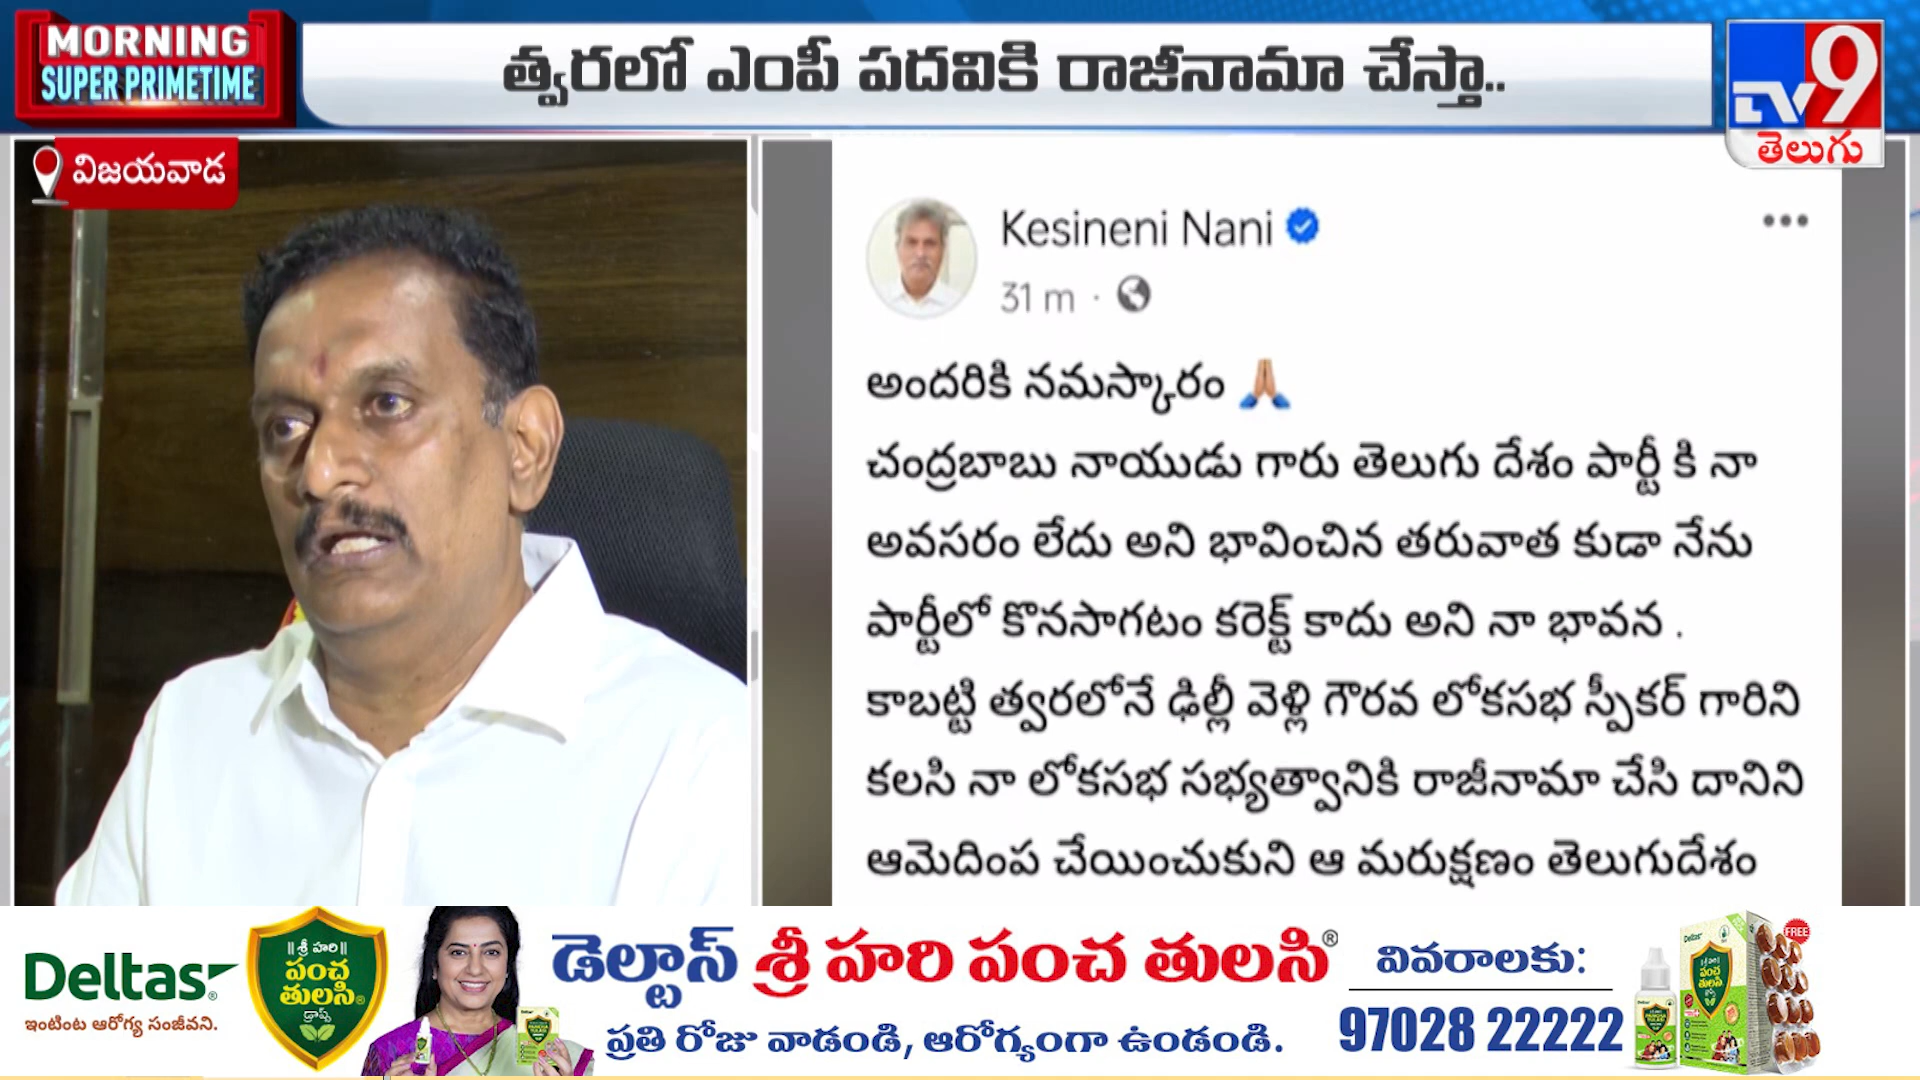 MORNING
SUPER PRIMETIME
త్వరలో ఎంపీ పదవికి రాజీనామా చేస్తా..
TV9
తెలుగు
విజయవాడ
Kesineni Nani
31 m ·
అందరికి నమస్కారం 🙏
చంద్రబాబు నాయుడు గారు తెలుగు దేశం పార్టీ కి నా
అవసరం లేదు అని భావించిన తరువాత కుడా నేను
పార్టీలో కొనసాగటం కరెక్ట్ కాదు అని నా భావన .
కాబట్టి త్వరలోనే ఢిల్లీ వెళ్లి గౌరవ లోకసభ స్పీకర్ గారిని
కలసి నా లోకసభ సభ్యత్వానికి రాజీనామా చేసి దానిని
ఆమెదింప చేయించుకుని ఆ మరుక్షణం తెలుగుదేశం
Deltas®
ఇంటింట ఆరోగ్య సంజీవని.
|| శ్రీ హరి ||
పంచ
తులసి®
డ్రాప్స్
డెల్టాస్ శ్రీ హరి పంచ తులసి®
ప్రతి రోజు వాడండి, ఆరోగ్యంగా ఉండండి.
వివరాలకు:
97028 22222
Deltas
పంచ
తులసి
FREE